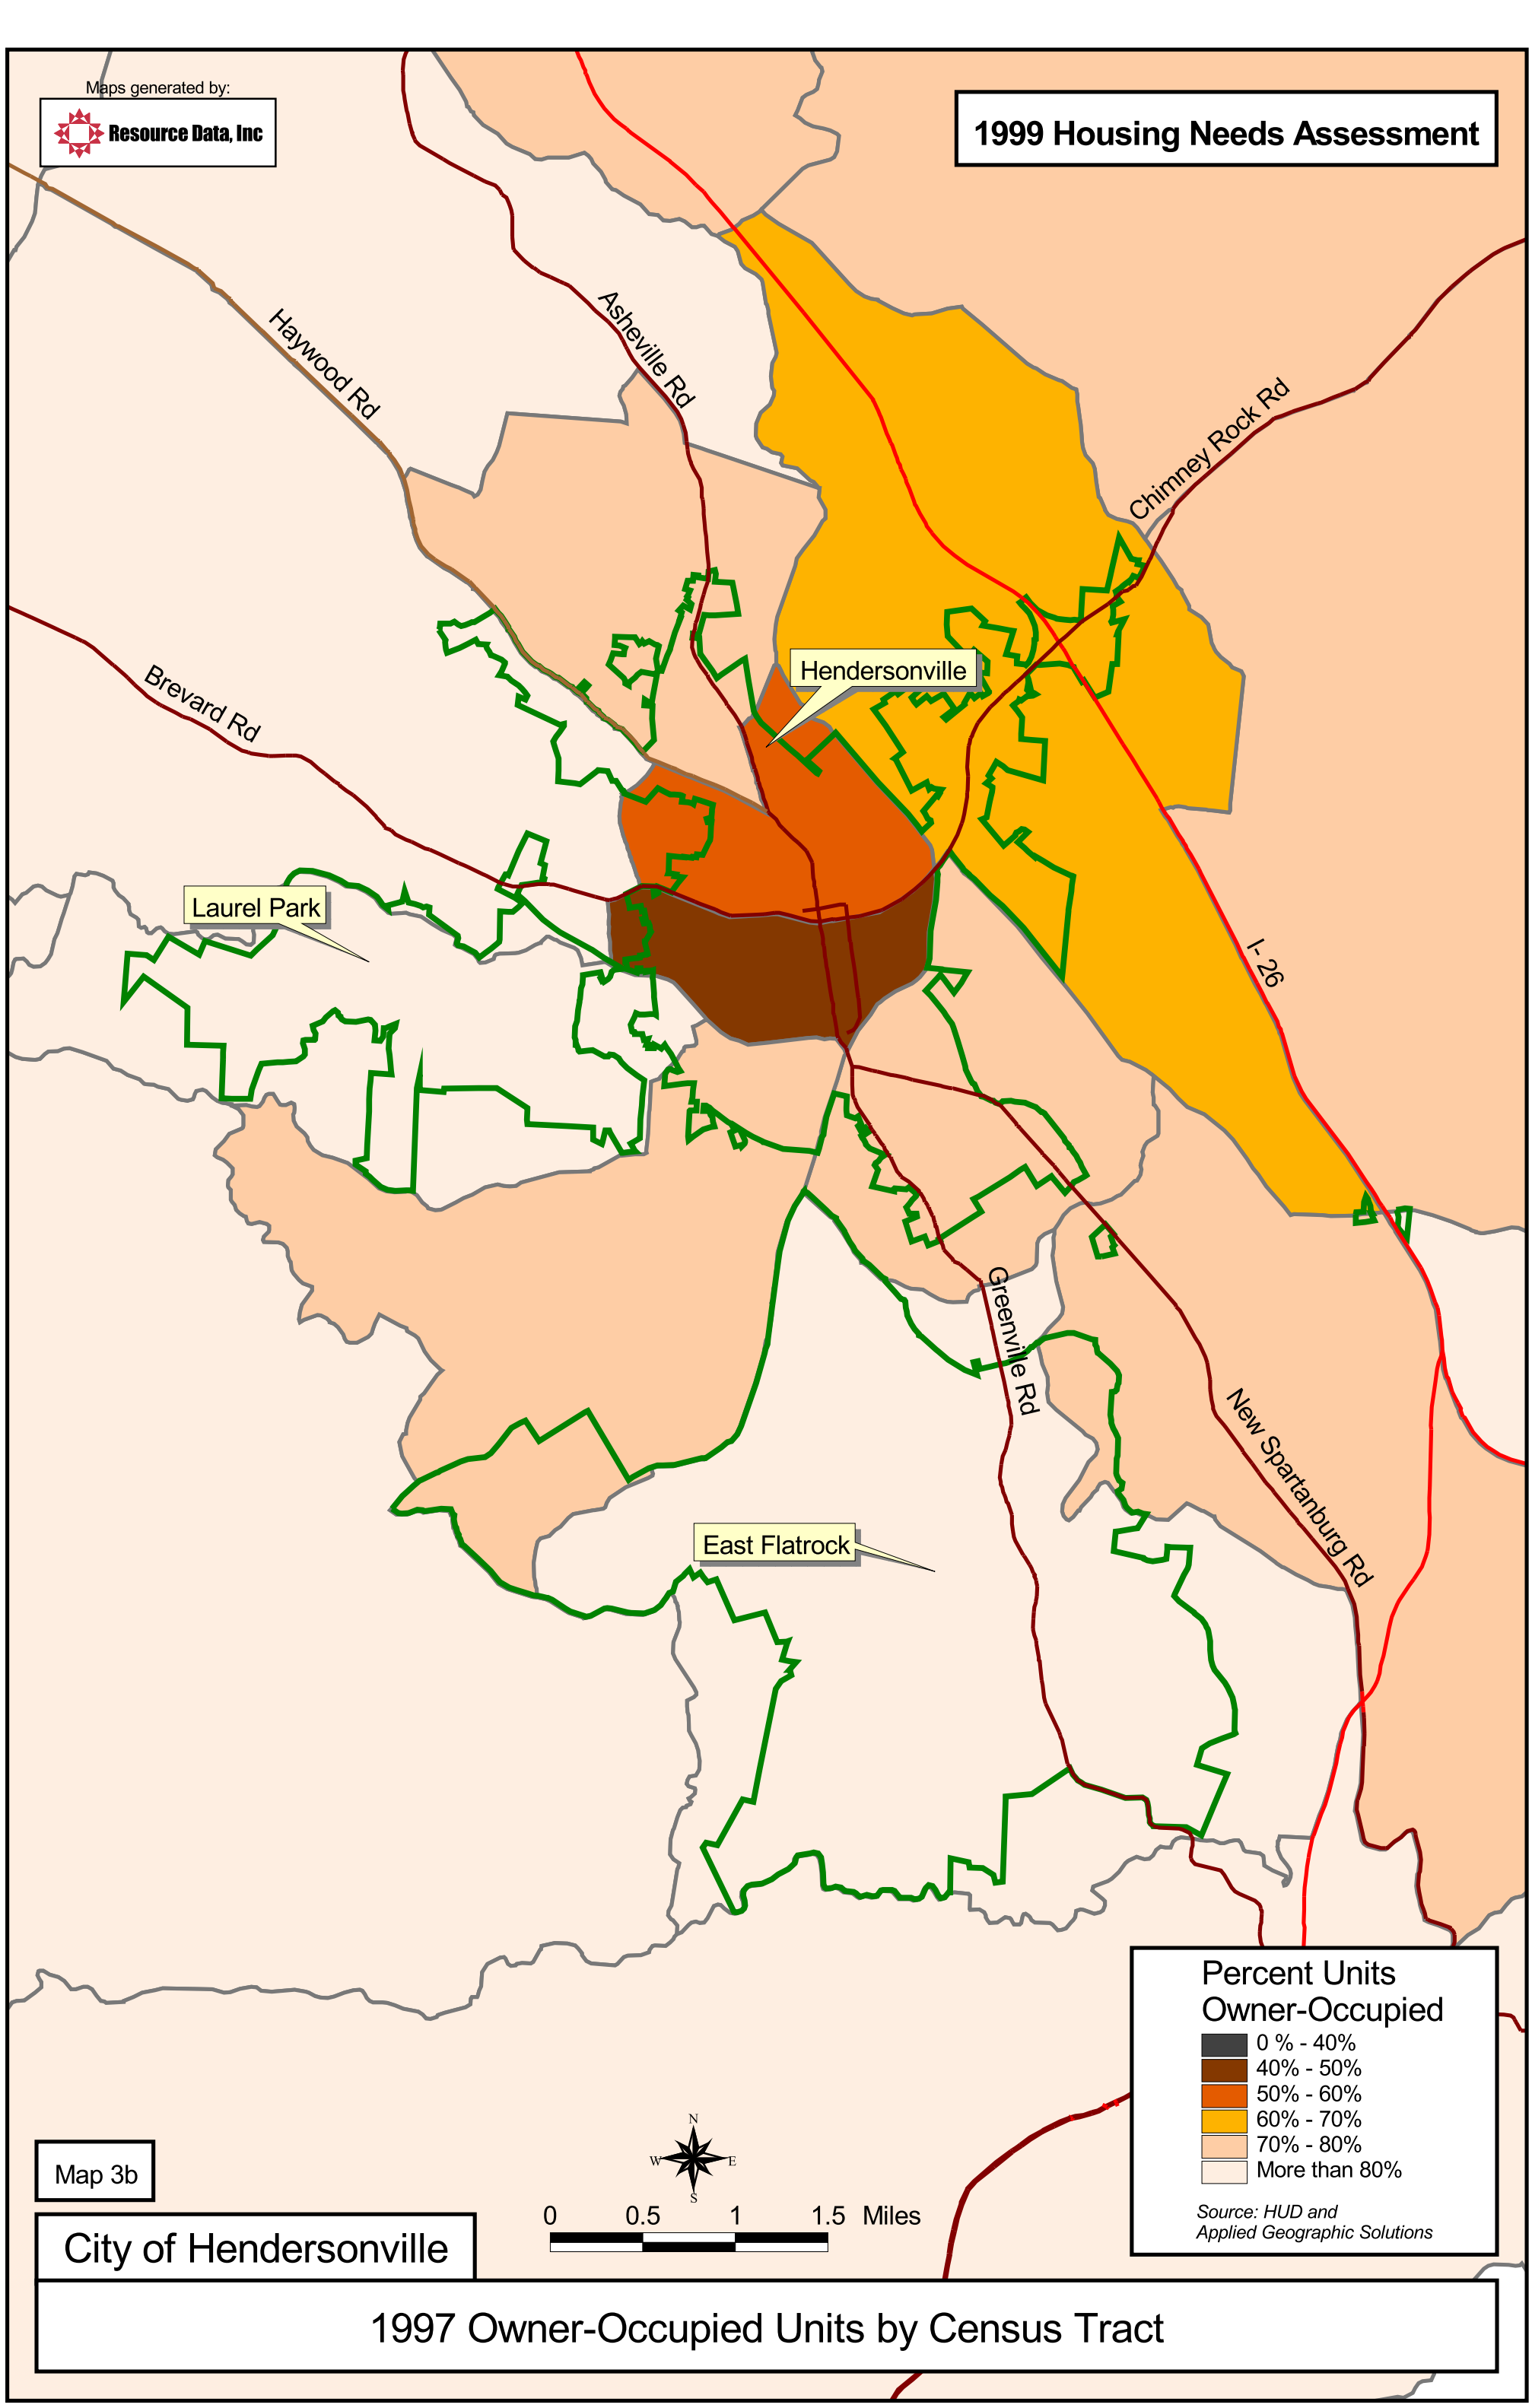 Maps generated by:
Resource Data, Inc
1999 Housing Needs Assessment
Haywood Rd
Asheville Rd
Chimney Rock Rd
Hendersonville
Brevard Rd
Laurel Park
I- 26
Greenville Rd
New Spartanburg Rd
East Flatrock
Percent Units
Owner-Occupied
0 % - 40%
40% - 50%
50% - 60%
60% - 70%
70% - 80%
More than 80%
Source: HUD and
Applied Geographic Solutions
N
W E
S
Map 3b
0 0.5 1 1.5 Miles
City of Hendersonville
1997 Owner-Occupied Units by Census Tract